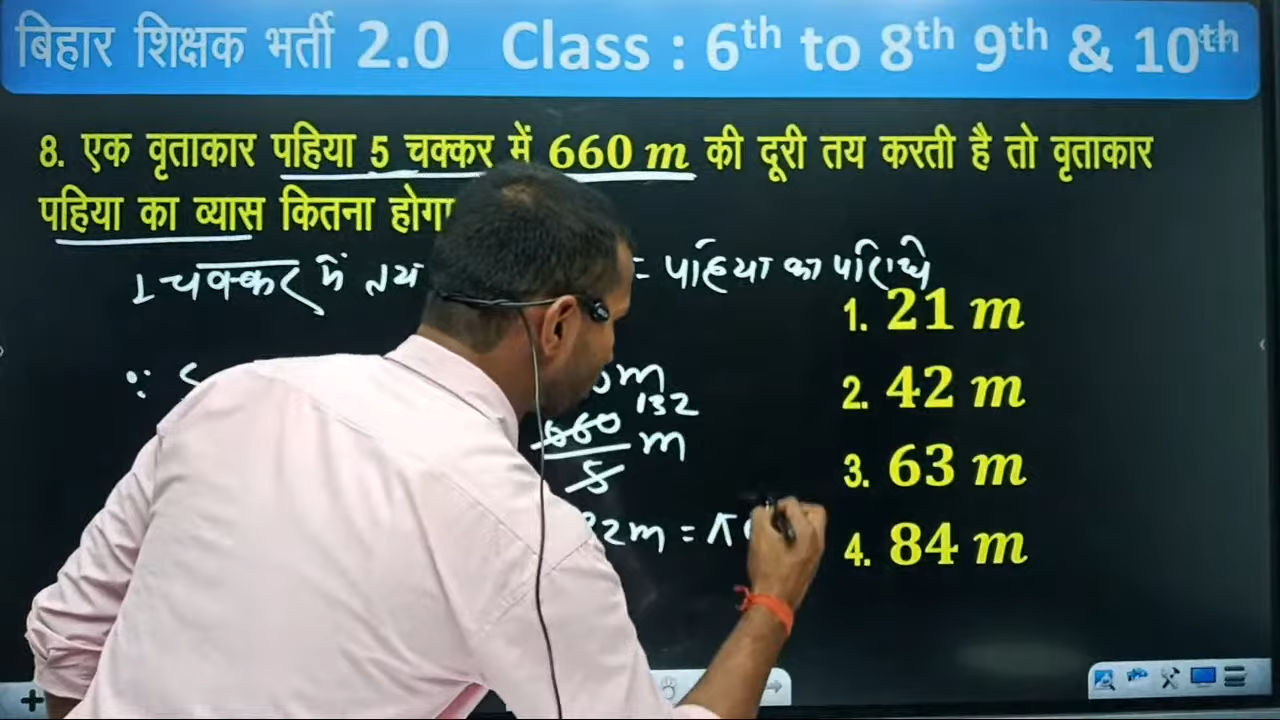 बिहार शिक्षक भर्ती 2.0 Class : 6th to 8th 9th & 10th
8. एक वृताकार पहिया 5 चक्कर में 660 m की दूरी तय करती है तो वृताकार
पहिया का व्यास कितना होगा
1 चक्कर में तय = पहिया का परिधि
1. 21 m
2. 42 m
3. 63 m
4. 84 m
∵ 5
m
132
660 m
5
2m = π